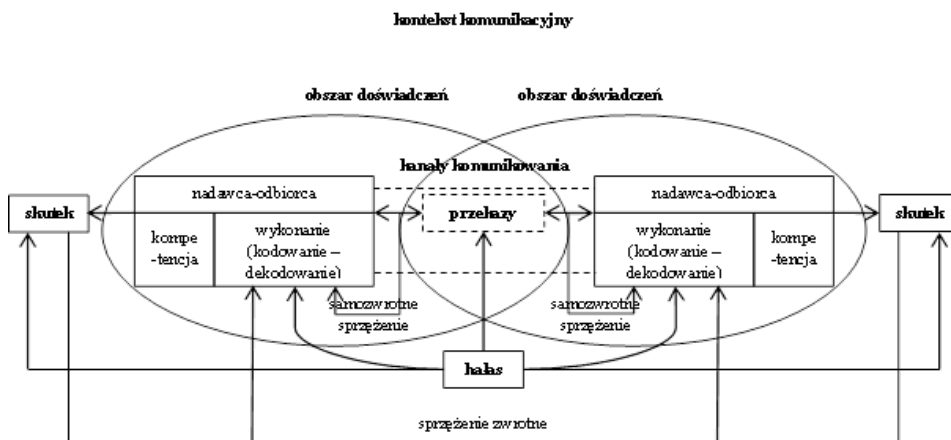 kontekst komunikacyjny
obszar doświadczeń
obszar doświadczeń
kanały komunikowania
nadawca-odbiorca
nadawca-odbiorca
skutek
przekazy
skutek
kompe
-tencja
wykonanie
(kodowanie –
dekodowanie)
wykonanie
(kodowanie –
dekodowanie)
kompe
-tencja
samozwrotne
sprzężenie
samozwrotne
sprzężenie
hałas
sprzężenie zwrotne